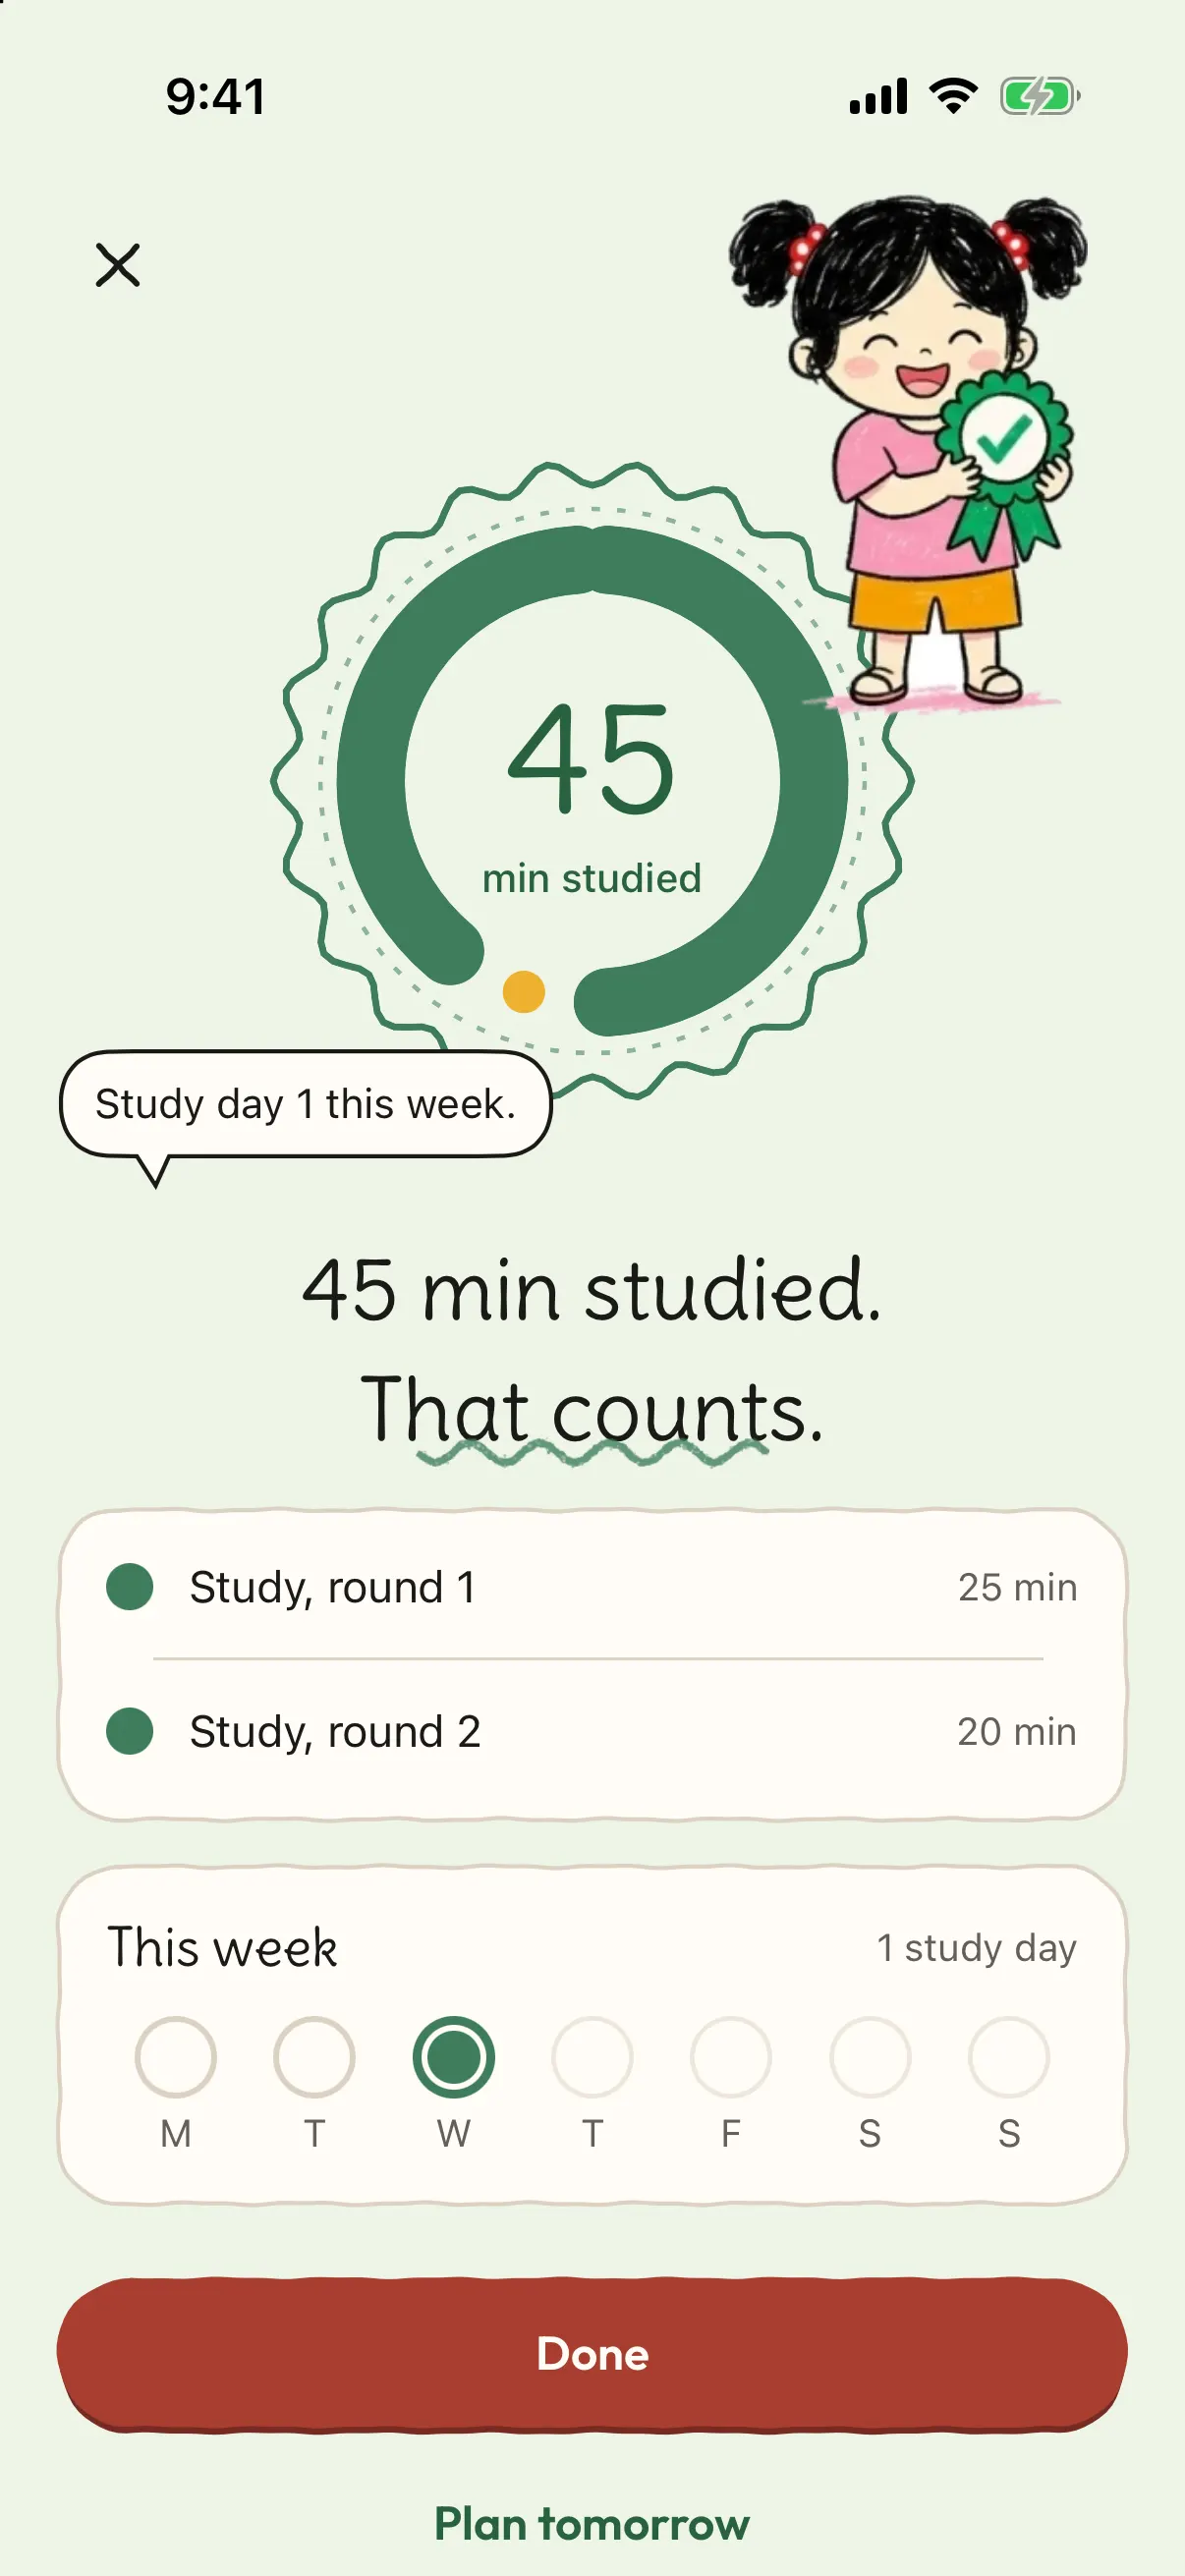 9:41
45
min studied
Study day 1 this week.
45 min studied.
That counts.
Study, round 1
25 min
Study, round 2
20 min
This week
1 study day
M T W T F S S
Done
Plan tomorrow